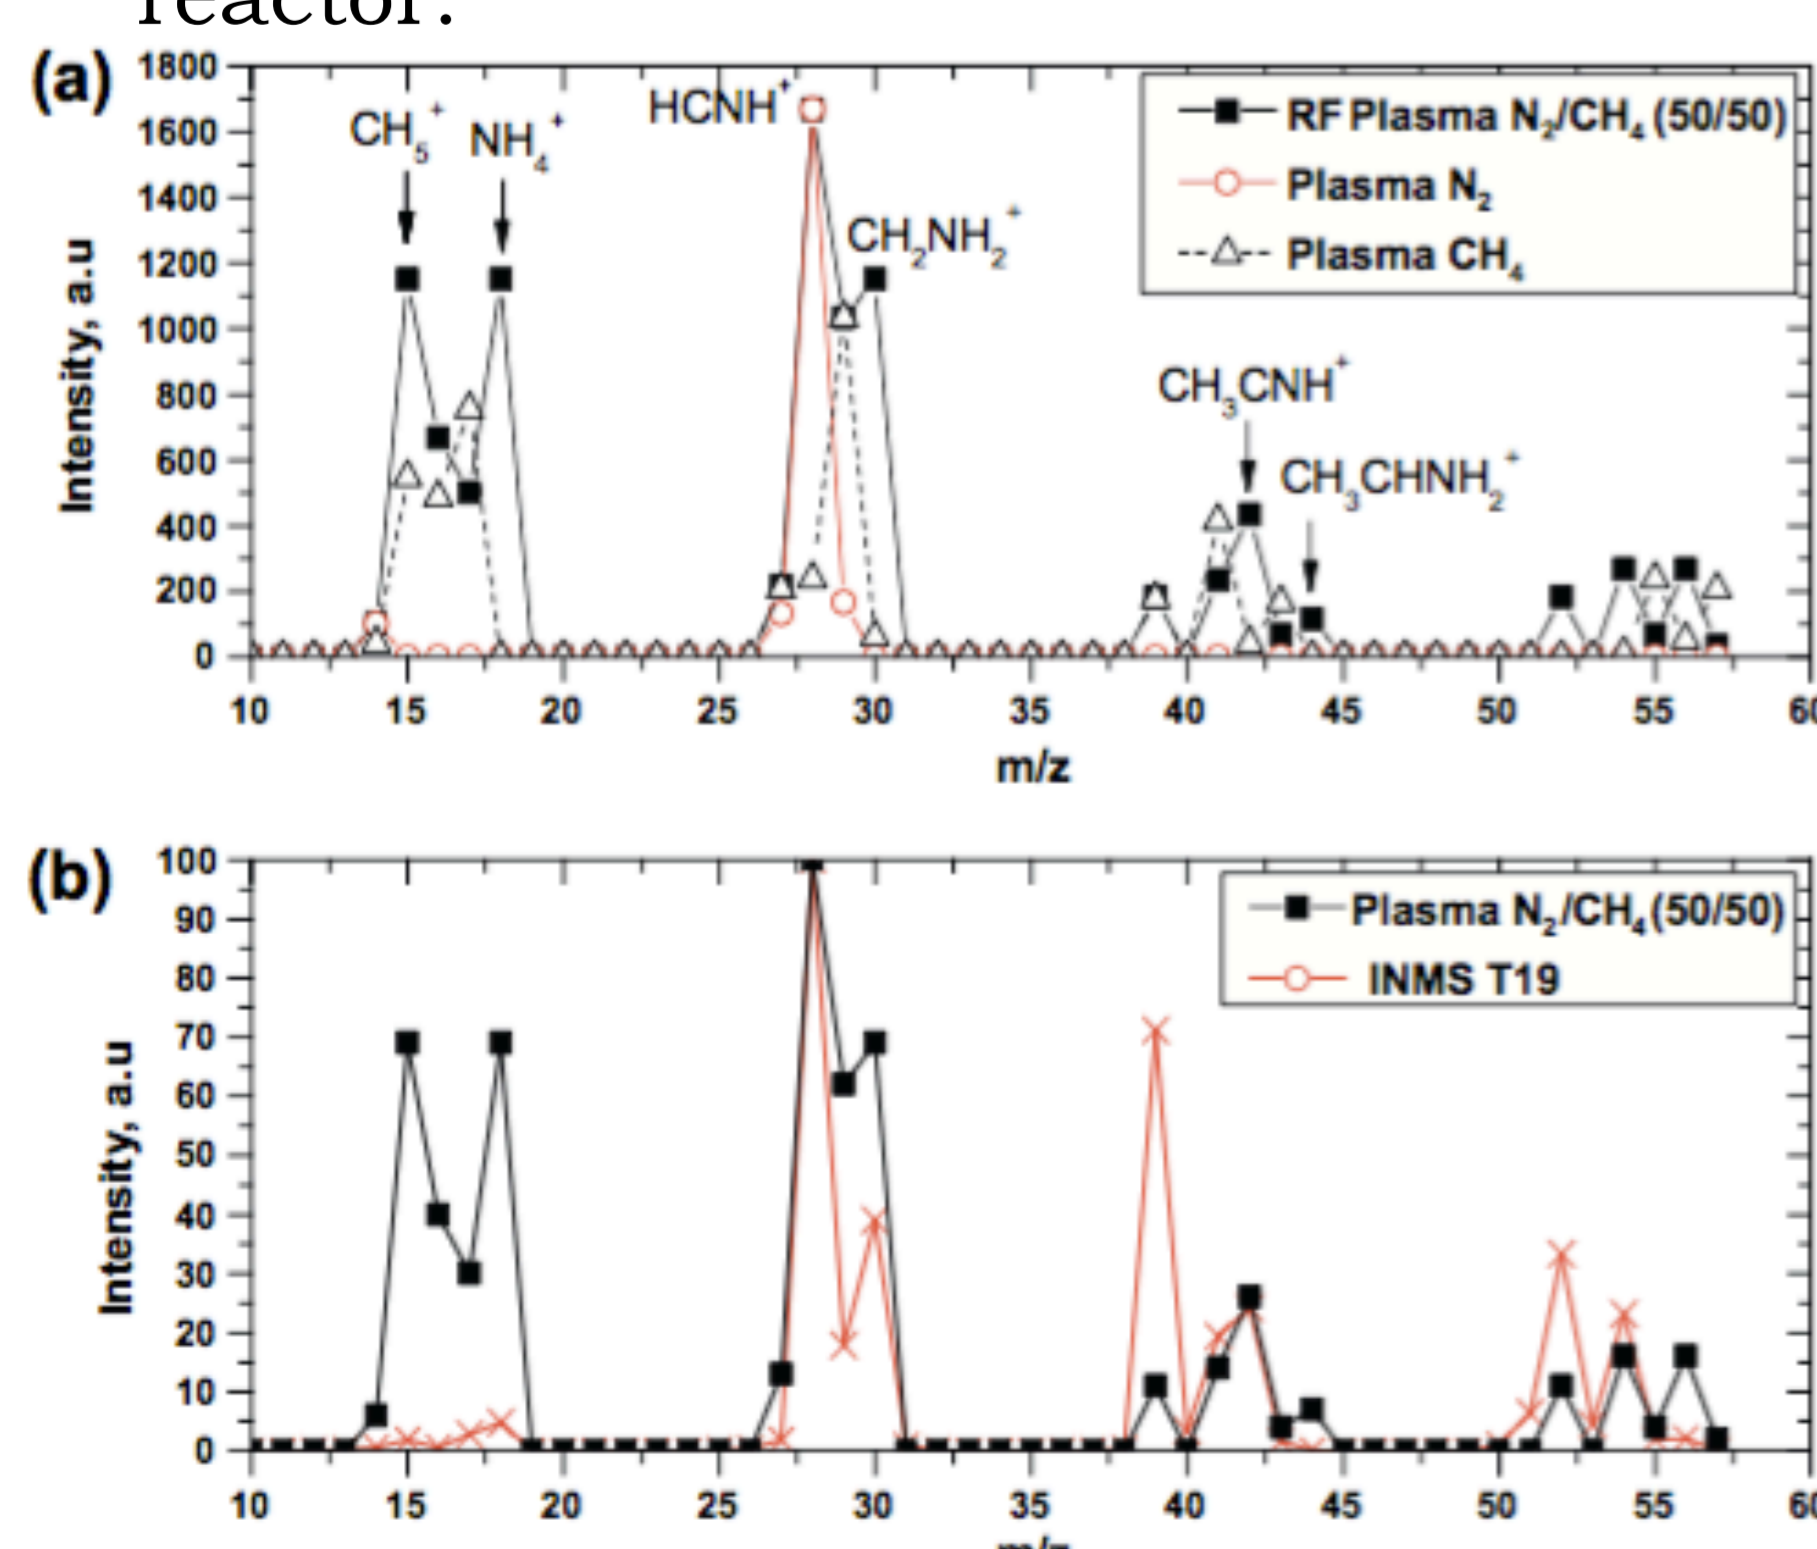 reactor.
(a)
1800
1600
1400
1200
1000
800
600
400
200
0
Intensity, a.u
CH₅⁺
NH₄⁺
HCNH⁺
CH₂NH₂⁺
CH₃CNH⁺
CH₃CHNH₂⁺
RF Plasma N₂/CH₄ (50/50)
Plasma N₂
Plasma CH₄
10 15 20 25 30 35 40 45 50 55 60
m/z
(b)
100
90
80
70
60
50
40
30
20
10
0
Intensity, a.u
Plasma N₂/CH₄(50/50)
INMS T19
10 15 20 25 30 35 40 45 50 55 60
m/z